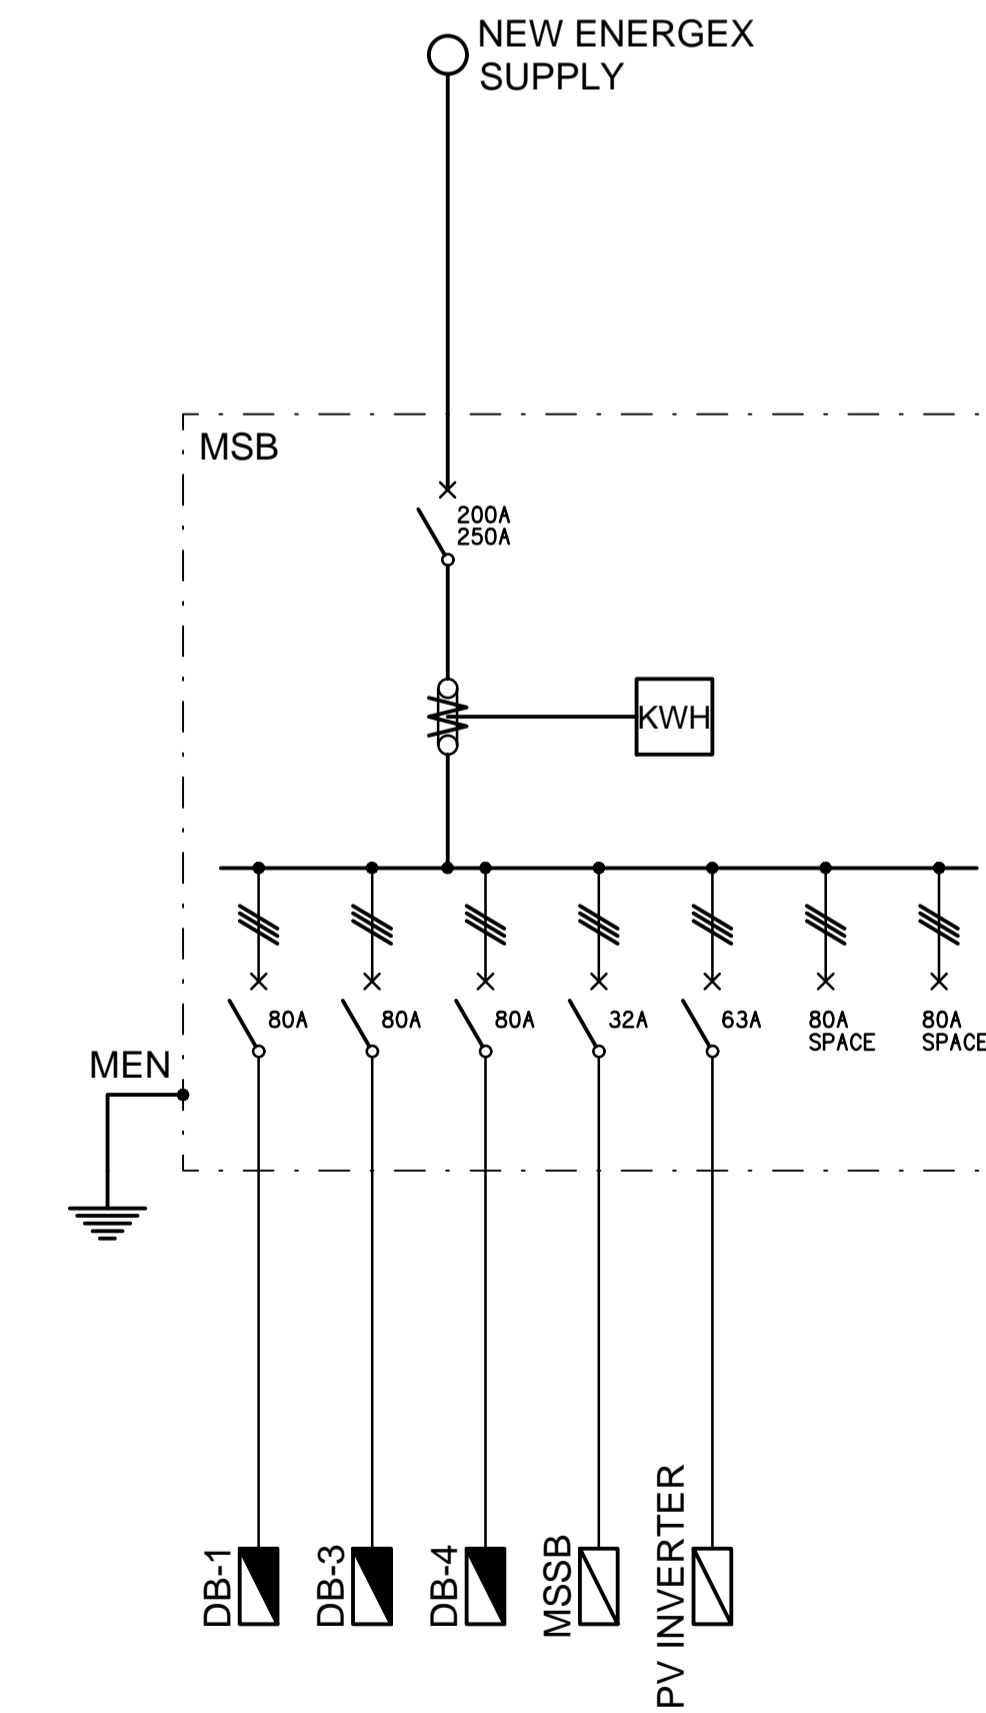 NEW ENERGEX
SUPPLY
MSB
200A
250A
KWH
80A
80A
80A
32A
63A
80A
SPACE
80A
SPACE
MEN
DB-1
DB-3
DB-4
MSSB
PV INVERTER